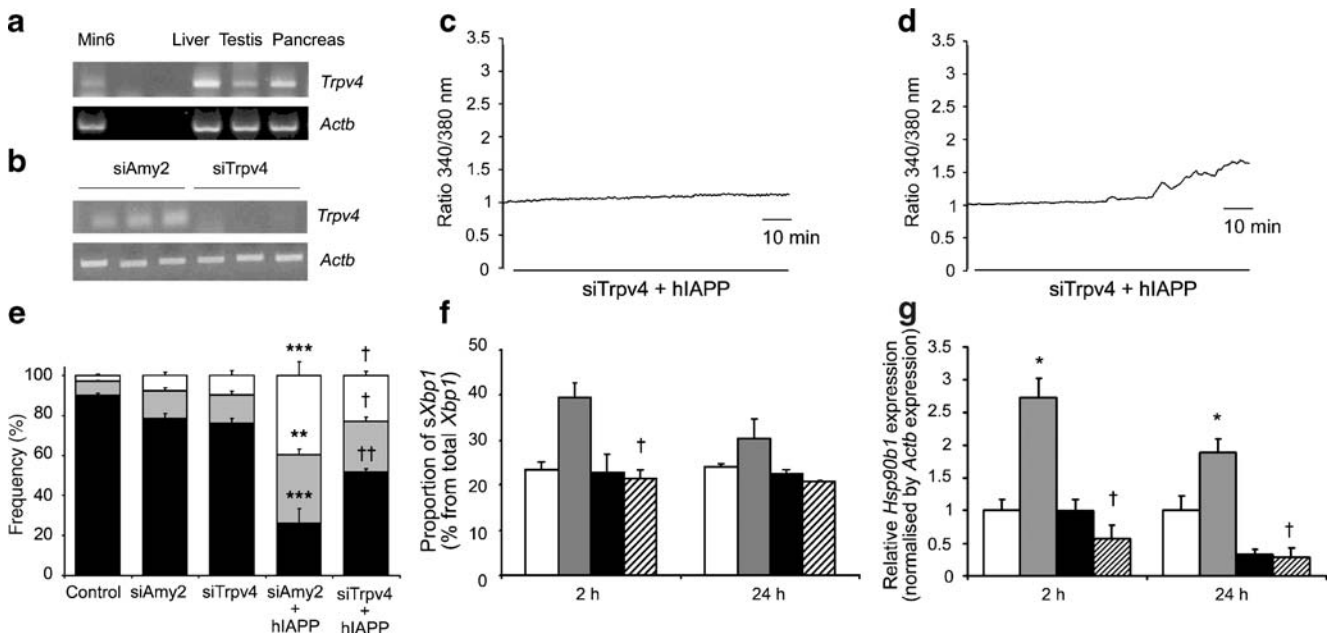 a
Min6 Liver Testis Pancreas
Trpv4
Actb
b
siAmy2 siTrpv4
Trpv4
Actb
c
Ratio 340/380 nm
3.5
3
2.5
2
1.5
1
0.5
0
10 min
siTrpv4 + hIAPP
d
Ratio 340/380 nm
3.5
3
2.5
2
1.5
1
0.5
0
10 min
siTrpv4 + hIAPP
e
Frequency (%)
100
80
60
40
20
0
***
**
***
†
†
††
Control siAmy2 siTrpv4 siAmy2 siTrpv4
+ +
hIAPP hIAPP
f
Proportion of sXbp1
(% from total Xbp1)
50
40
30
20
10
0
†
2 h 24 h
g
Relative Hsp90b1 expression
(normalised by Actb expression)
3.5
3
2.5
2
1.5
1
0.5
0
*
†
*
†
2 h 24 h